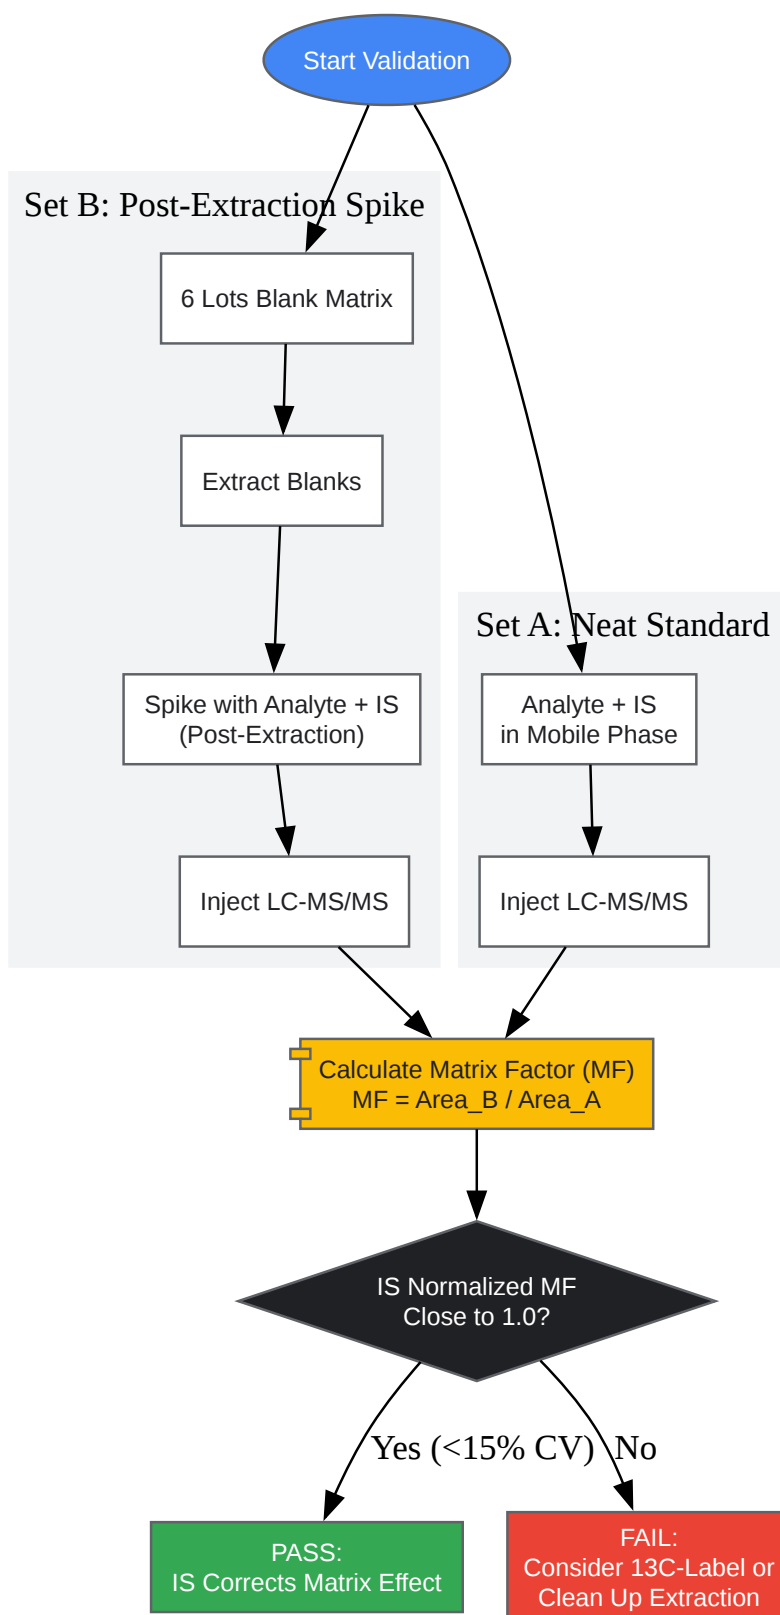 Start Validation
Set B: Post-Extraction Spike
6 Lots Blank Matrix
Extract Blanks
Spike with Analyte + IS
(Post-Extraction)
Inject LC-MS/MS
Set A: Neat Standard
Analyte + IS
in Mobile Phase
Inject LC-MS/MS
Calculate Matrix Factor (MF)
MF = Area_B / Area_A
IS Normalized MF
Close to 1.0?
Yes (<15% CV)
No
PASS:
IS Corrects Matrix Effect
FAIL:
Consider 13C-Label or
Clean Up Extraction